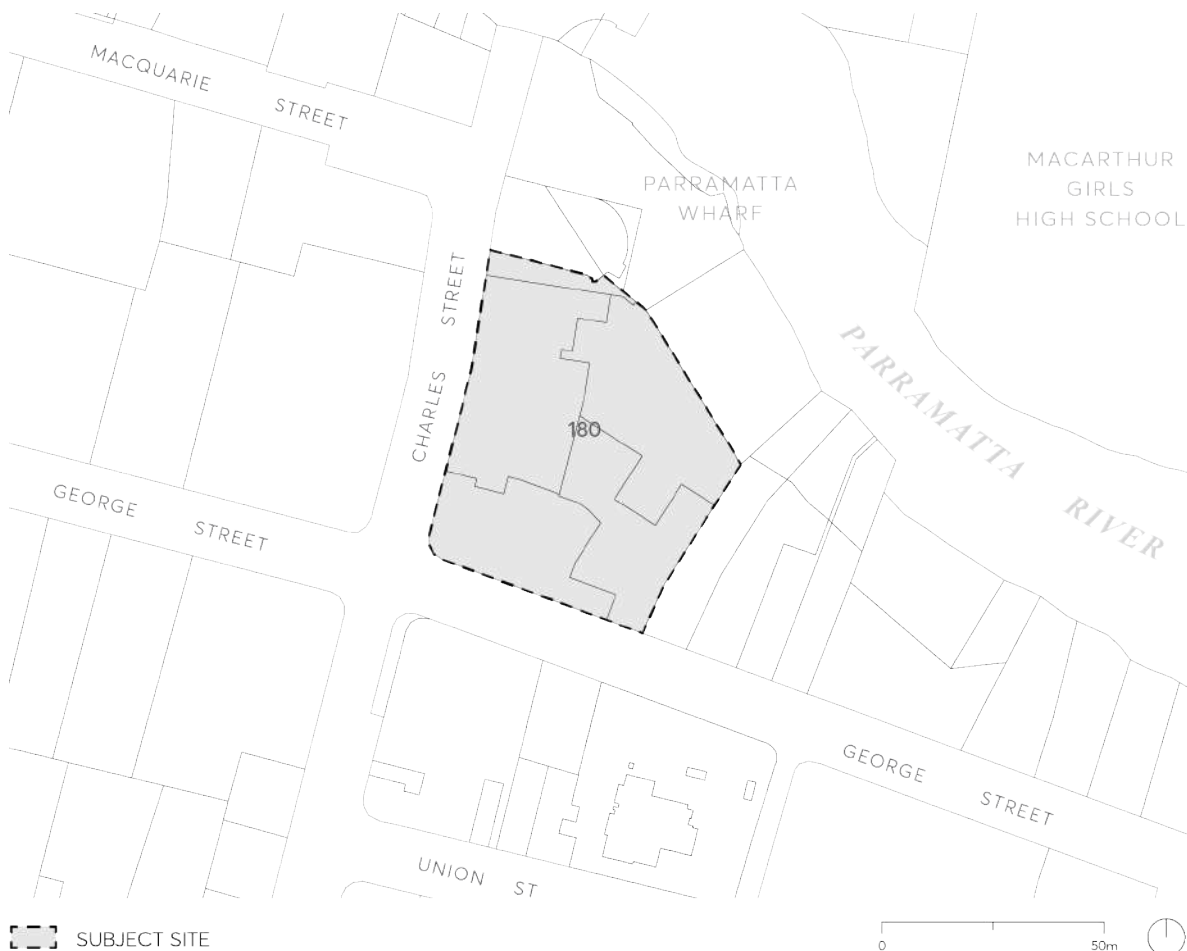 MACQUARIE STREET
MACARTHUR
GIRLS
HIGH SCHOOL
PARRAMATTA
WHARF
CHARLES STREET
PARRAMATTA RIVER
180
GEORGE STREET
GEORGE STREET
UNION ST
SUBJECT SITE
0 50m